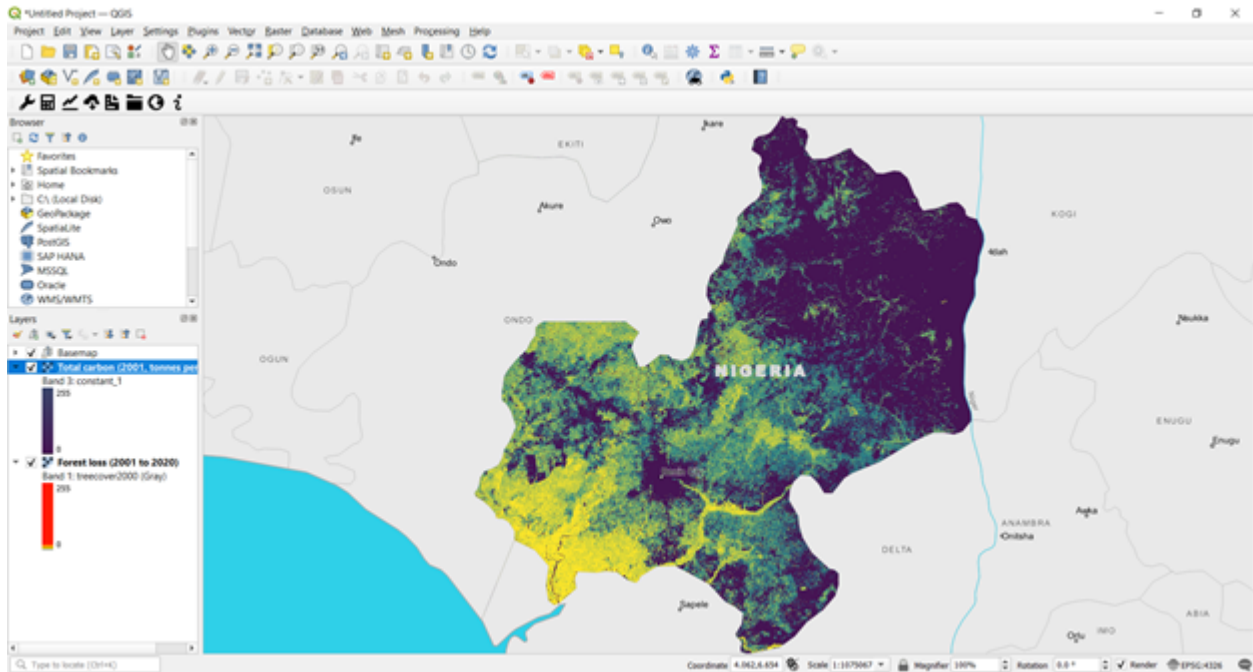 *Untitled Project — QGIS
Project Edit View Layer Settings Plugins Vector Raster Database Web Mesh Processing Help
Browser
Favorites
Spatial Bookmarks
Home
C:\ (Local Disk)
GeoPackage
SpatiaLite
PostGIS
SAP HANA
MSSQL
Oracle
WMS/WMTS
Layers
Basemap
Total carbon (2001, tonnes per
Band 3: constant_1
255
0
Forest loss (2001 to 2020)
Band 1: treecover2000 (Gray)
255
0
Ikare
Ife
EKITI
OSUN
Akure
Owo
KOGI
Idah
Ondo
ONDO
Nsukka
OGUN
NIGERIA
Niger
ENUGU
Enugu
Benin City
Awka
ANAMBRA
Onitsha
DELTA
Sapele
ABIA
Orlu
IMO
Type to locate (Ctrl+K)
Coordinate 4.062,6.654 Scale 1:1075067 Magnifier 100% Rotation 0.0 ° Render EPSG:4326